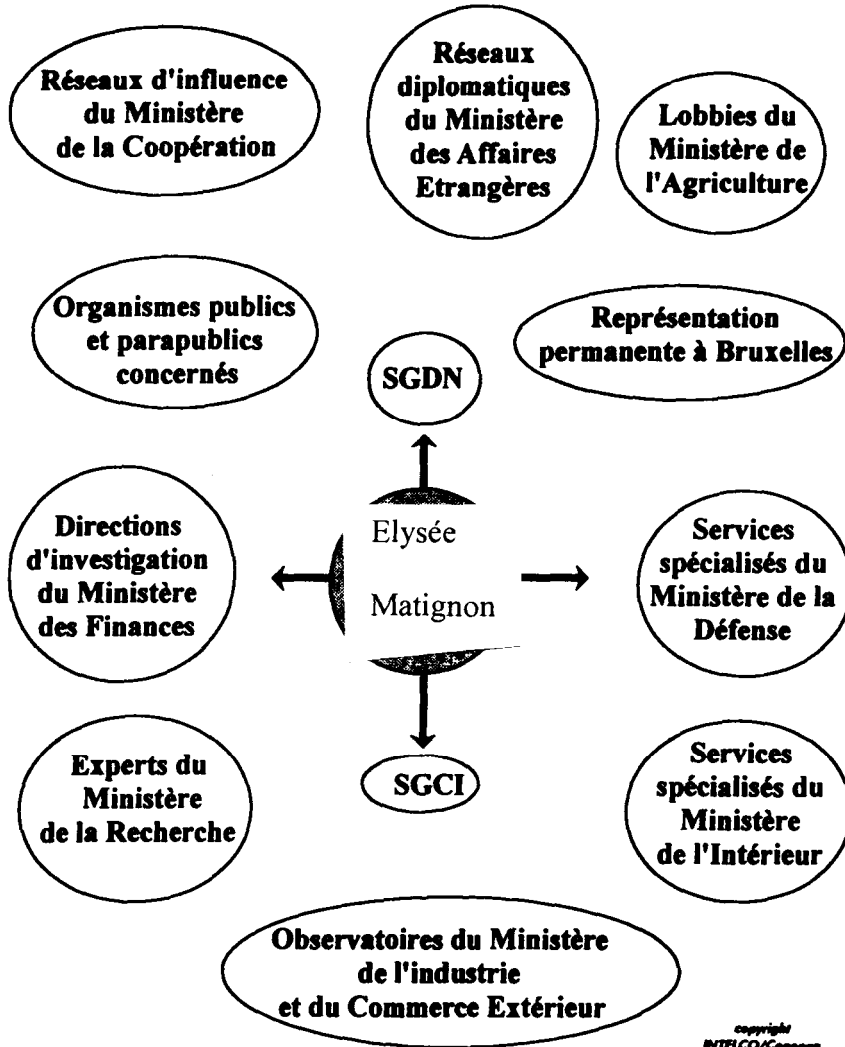 Réseaux d'influence
du Ministère
de la Coopération
Réseaux
diplomatiques
du Ministère
des Affaires
Etrangères
Lobbies du
Ministère de
l'Agriculture
Organismes publics
et parapublics
concernés
SGDN
Représentation
permanente à Bruxelles
Directions
d'investigation
du Ministère
des Finances
Elysée
Matignon
Services
spécialisés du
Ministère de la
Défense
Experts du
Ministère
de la Recherche
SGCI
Services
spécialisés du
Ministère
de l'Intérieur
Observatoires du Ministère
de l'industrie
et du Commerce Extérieur
copyright